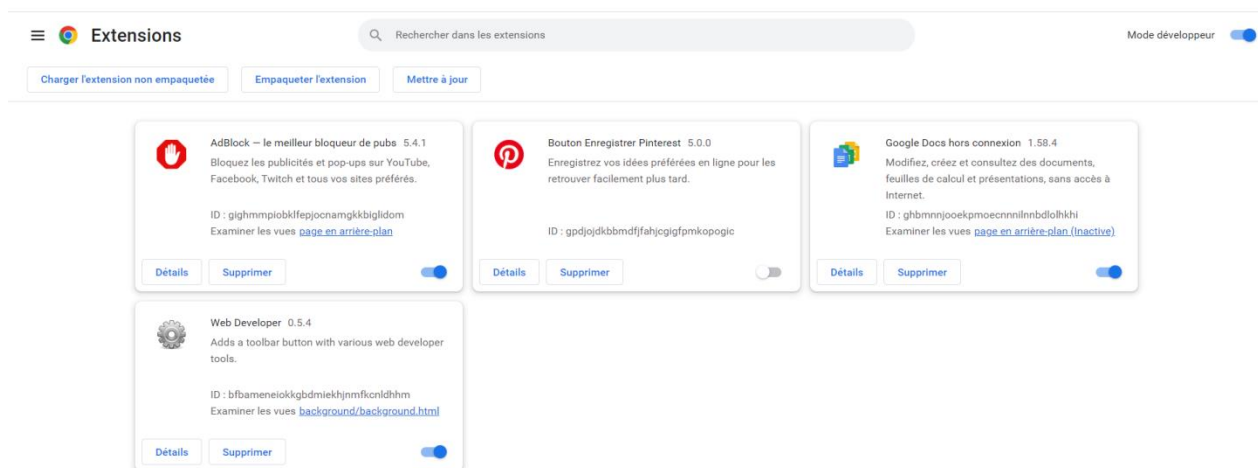 Extensions
Rechercher dans les extensions
Mode développeur
Charger l'extension non empaquetée
Empaqueter l'extension
Mettre à jour
AdBlock — le meilleur bloqueur de pubs 5.4.1
Bloquez les publicités et pop-ups sur YouTube,
Facebook, Twitch et tous vos sites préférés.
ID : gighmmpiobklfepjocnamgkkbiglidom
Examiner les vues page en arrière-plan
Détails
Supprimer
Bouton Enregistrer Pinterest 5.0.0
Enregistrez vos idées préférées en ligne pour les
retrouver facilement plus tard.
ID : gpdjojdkbbmdfjfahjcgigfpmkopogic
Détails
Supprimer
Google Docs hors connexion 1.58.4
Modifiez, créez et consultez des documents,
feuilles de calcul et présentations, sans accès à
Internet.
ID : ghbmnnjooekpmoecnnnilnnbdlolhkhi
Examiner les vues page en arrière-plan (Inactive)
Détails
Supprimer
Web Developer 0.5.4
Adds a toolbar button with various web developer
tools.
ID : bfbameneiokkgbdmiekhjnmfkcnldhhm
Examiner les vues background/background.html
Détails
Supprimer